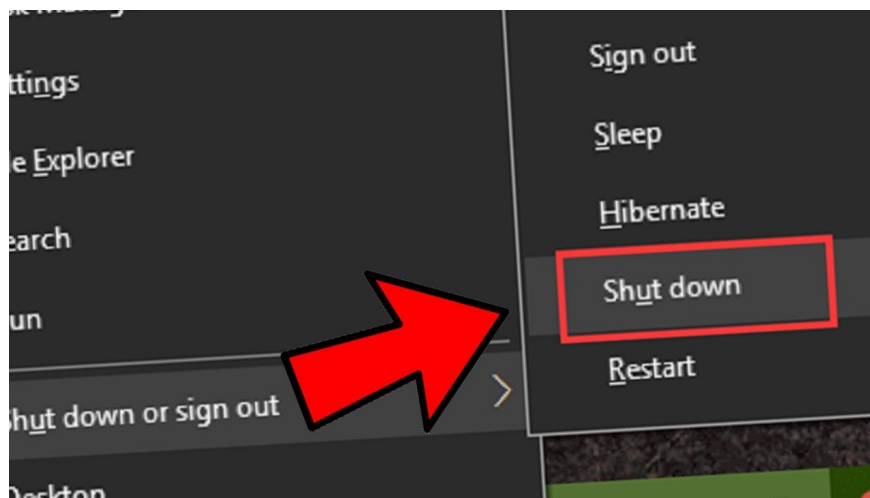 ttings
le Explorer
earch
un
Shut down or sign out
Desktop
Sign out
Sleep
Hibernate
Shut down
Restart